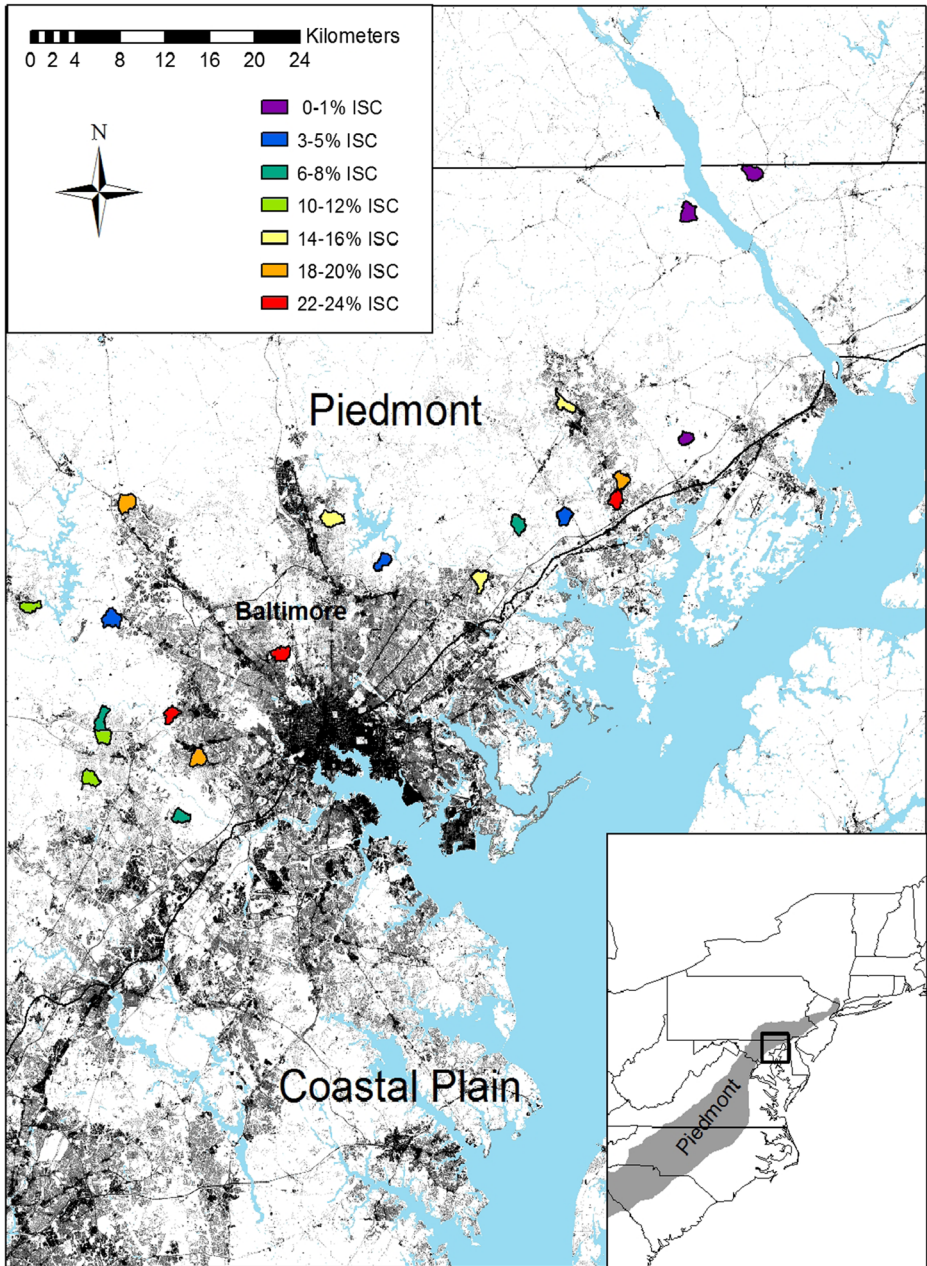 Kilometers
0 2 4 8 12 16 20 24
N
0-1% ISC
3-5% ISC
6-8% ISC
10-12% ISC
14-16% ISC
18-20% ISC
22-24% ISC
Piedmont
Baltimore
Coastal Plain
Piedmont